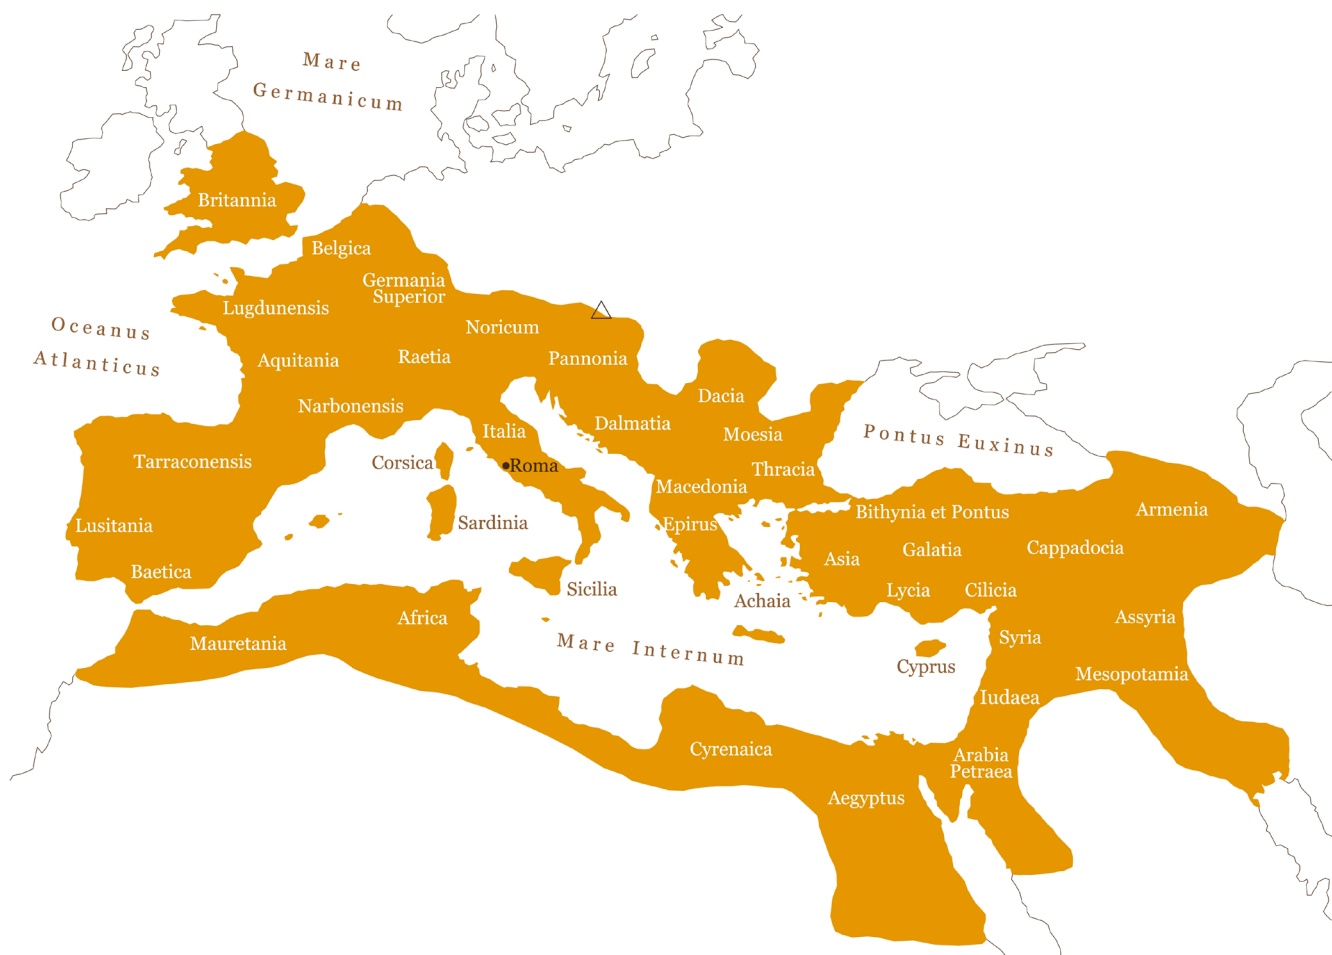 Mare
Germanicum
Britannia
Belgica
Germania
Superior
Lugdunensis
Noricum
Oceanus
Atlanticus
Aquitania
Raetia
Pannonia
Dacia
Narbonensis
Italia
Dalmatia
Moesia
Pontus Euxinus
Tarraconensis
Corsica
Roma
Thracia
Macedonia
Lusitania
Sardinia
Epirus
Bithynia et Pontus
Armenia
Baetica
Asia
Galatia
Cappadocia
Sicilia
Achaia
Lycia
Cilicia
Africa
Assyria
Mauretania
Mare Internum
Syria
Cyprus
Mesopotamia
Iudaea
Cyrenaica
Arabia
Petraea
Aegyptus